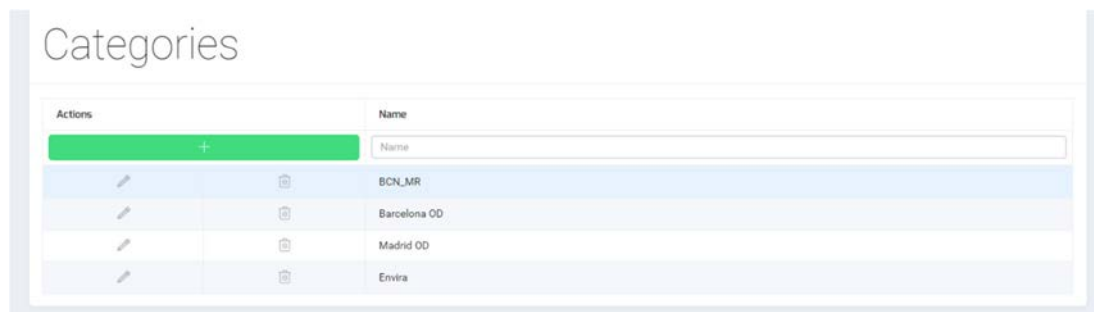 Categories
Actions Name
+ Name
BCN_MR
Barcelona OD
Madrid OD
Envira